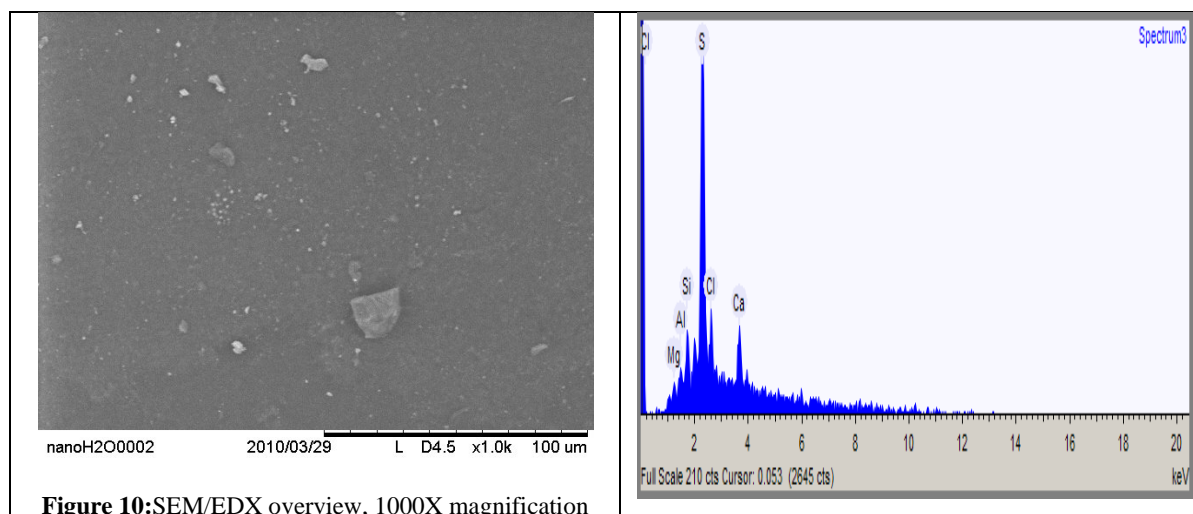 nanoH2O0002 2010/03/29 L D4.5 x1.0k 100 um
Figure 10:SEM/EDX overview, 1000X magnification
Cl S Spectrum3
Si Cl Ca
Al
Mg
2 4 6 8 10 12 14 16 18 20
Full Scale 210 cts Cursor: 0.053 (2645 cts) keV